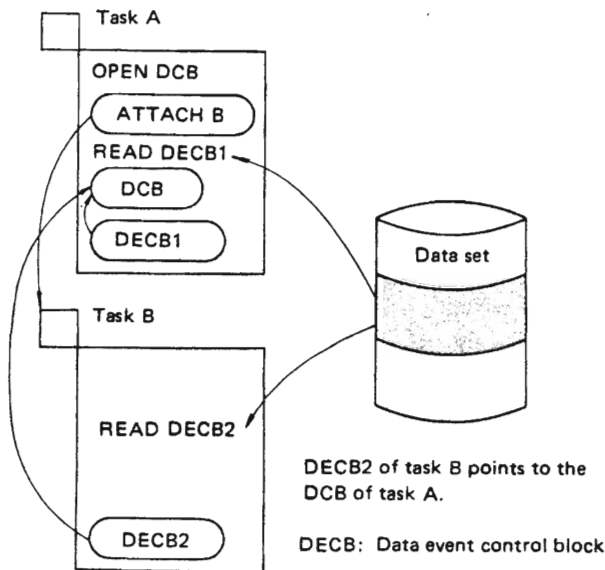 Task A
OPEN DCB
ATTACH B
READ DECB1
DCB
DECB1
Data set
Task B
READ DECB2
DECB2 of task B points to the
DCB of task A.
DECB2
DECB: Data event control block